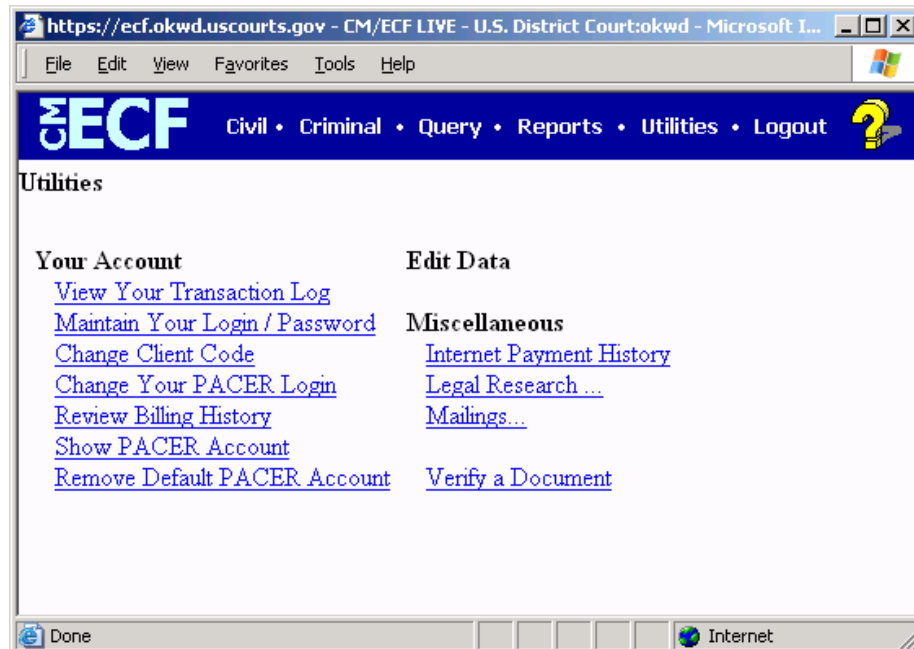 https://ecf.okwd.uscourts.gov - CM/ECF LIVE - U.S. District Court:okwd - Microsoft I...
File Edit View Favorites Tools Help
CM ECF Civil • Criminal • Query • Reports • Utilities • Logout ?
Utilities
Your Account
View Your Transaction Log
Maintain Your Login / Password
Change Client Code
Change Your PACER Login
Review Billing History
Show PACER Account
Remove Default PACER Account
Edit Data
Miscellaneous
Internet Payment History
Legal Research ...
Mailings...
Verify a Document
Done Internet